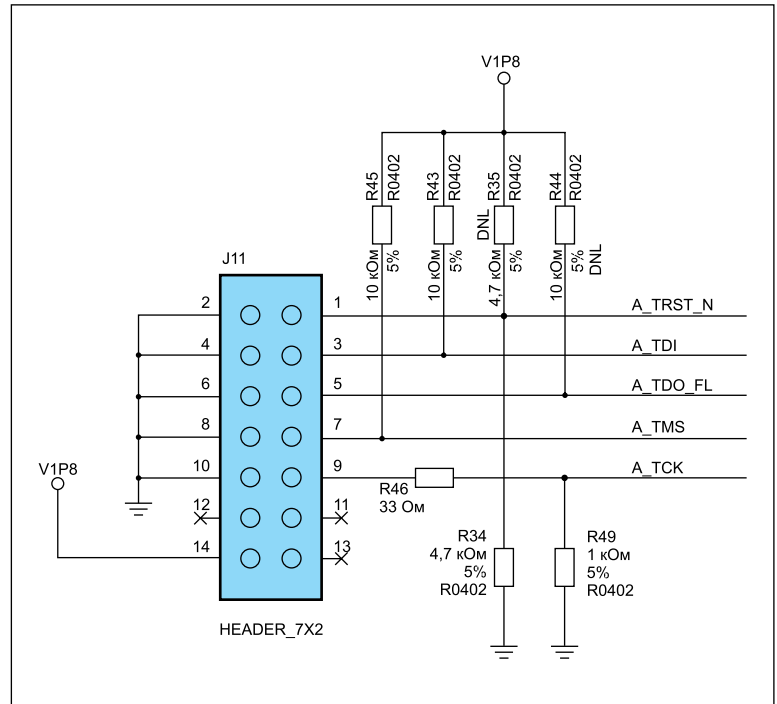 V1P8
R45
R0402
R43
R0402
R35
R0402
R44
R0402
10 кОм
5%
10 кОм
5%
DNL
4,7 кОм
5%
10 кОм
5%
DNL
J11
2
1
A_TRST_N
4
3
A_TDI
6
5
A_TDO_FL
8
7
A_TMS
V1P8
10
9
A_TCK
R46
33 Ом
12
11
14
13
R34
4,7 кОм
5%
R0402
R49
1 кОм
5%
R0402
HEADER_7X2